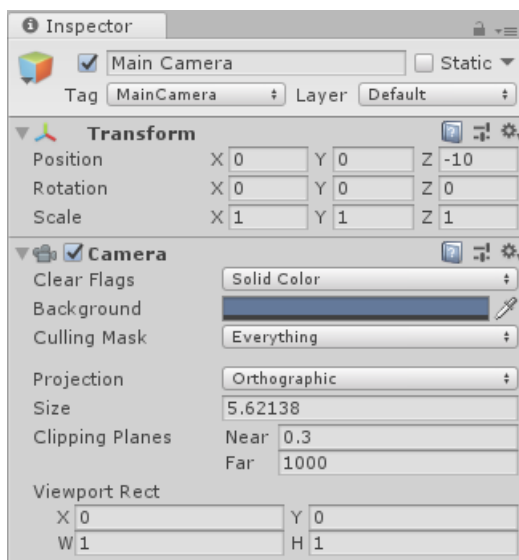 Inspector
Main Camera Static
Tag MainCamera Layer Default
Transform
Position X 0 Y 0 Z -10
Rotation X 0 Y 0 Z 0
Scale X 1 Y 1 Z 1
Camera
Clear Flags Solid Color
Background
Culling Mask Everything
Projection Orthographic
Size 5.62138
Clipping Planes Near 0.3
Far 1000
Viewport Rect
X 0 Y 0
W 1 H 1